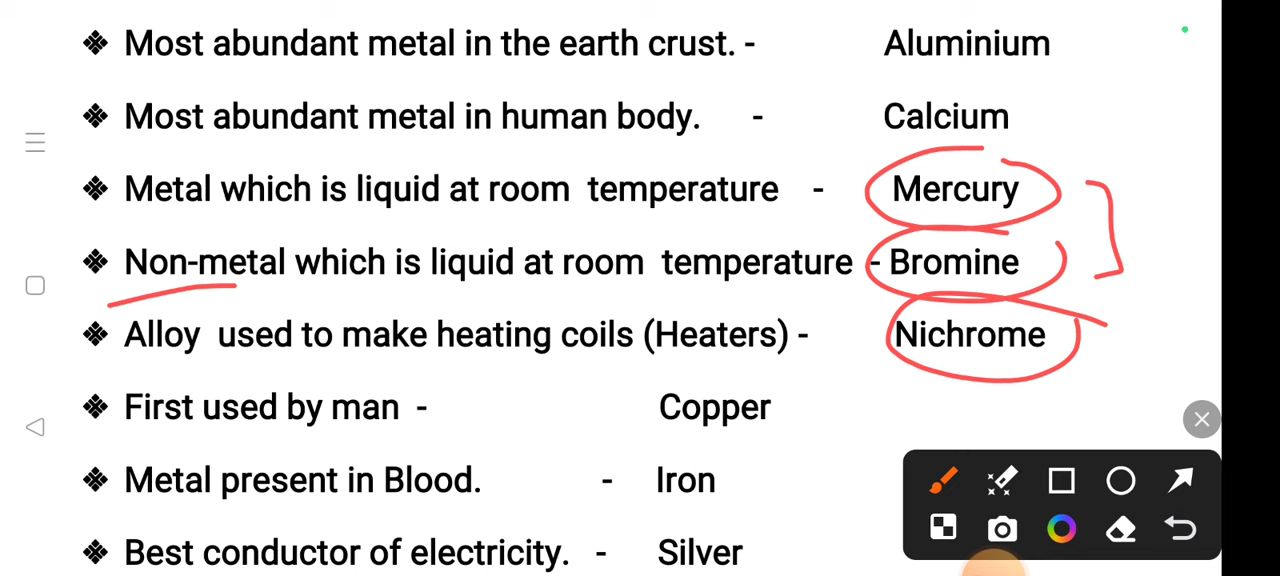 ❖ Most abundant metal in the earth crust. - Aluminium
❖ Most abundant metal in human body. - Calcium
❖ Metal which is liquid at room temperature - Mercury
❖ Non-metal which is liquid at room temperature - Bromine
❖ Alloy used to make heating coils (Heaters) - Nichrome
❖ First used by man - Copper
❖ Metal present in Blood. - Iron
❖ Best conductor of electricity. - Silver